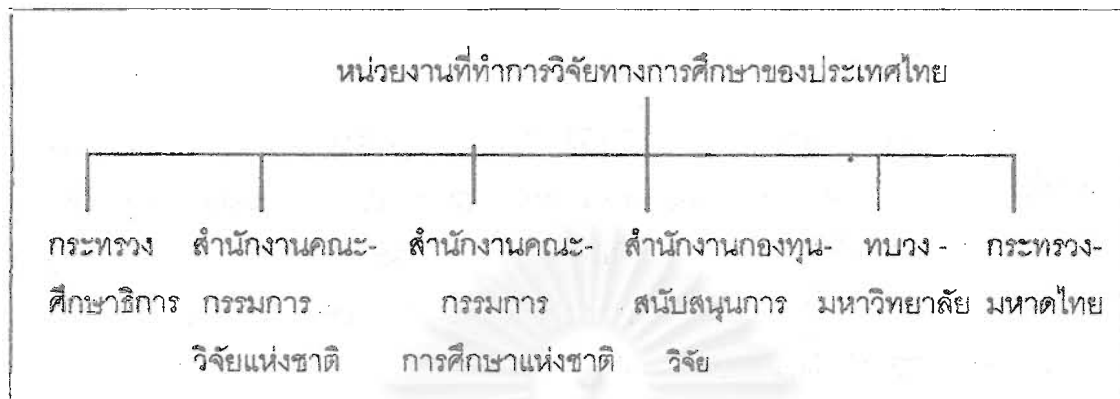 หน่วยงานที่ทำการวิจัยทางการศึกษาของประเทศไทย
กระทรวง สำนักงานคณะ- สำนักงานคณะ- สำนักงานกองทุน- ทบวง - กระทรวง-
ศึกษาธิการ กรรมการ กรรมการ สนับสนุนการ มหาวิทยาลัย มหาดไทย
วิจัยแห่งชาติ การศึกษาแห่งชาติ วิจัย